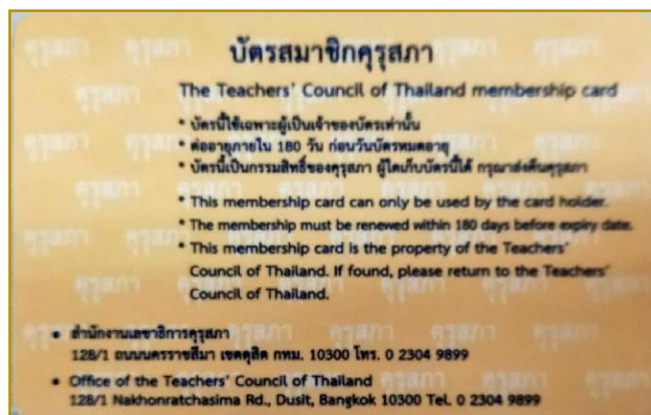 บัตรสมาชิกคุรุสภา
The Teachers' Council of Thailand membership card
* บัตรนี้ใช้เฉพาะผู้เป็นเจ้าของบัตรเท่านั้น
* ต่ออายุภายใน 180 วัน ก่อนวันบัตรหมดอายุ
* บัตรนี้เป็นกรรมสิทธิ์ของคุรุสภา ผู้ใดเก็บบัตรนี้ได้ กรุณาส่งคืนคุรุสภา
* This membership card can only be used by the card holder.
* The membership must be renewed within 180 days before expiry date.
* This membership card is the property of the Teachers'
Council of Thailand. If found, please return to the Teachers'
Council of Thailand.
• สำนักงานเลขาธิการคุรุสภา
128/1 ถนนนครราชสีมา เขตดุสิต กทม. 10300 โทร. 0 2304 9899
• Office of the Teachers' Council of Thailand
128/1 Nakhonratchasima Rd., Dusit, Bangkok 10300 Tel. 0 2304 9899